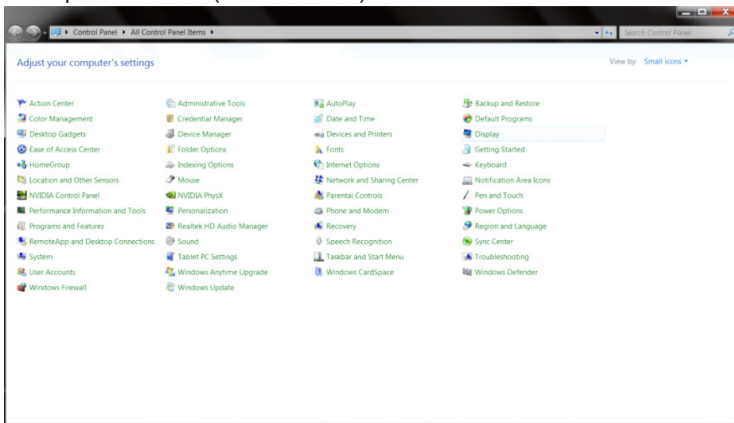 Control Panel ▸ All Control Panel Items ▸
Search Control Panel
Adjust your computer's settings
View by: Small icons
Action Center
Administrative Tools
AutoPlay
Backup and Restore
Color Management
Credential Manager
Date and Time
Default Programs
Desktop Gadgets
Device Manager
Devices and Printers
Display
Ease of Access Center
Folder Options
Fonts
Getting Started
HomeGroup
Indexing Options
Internet Options
Keyboard
Location and Other Sensors
Mouse
Network and Sharing Center
Notification Area Icons
NVIDIA Control Panel
NVIDIA PhysX
Parental Controls
Pen and Touch
Performance Information and Tools
Personalization
Phone and Modem
Power Options
Programs and Features
Realtek HD Audio Manager
Recovery
Region and Language
RemoteApp and Desktop Connections
Sound
Speech Recognition
Sync Center
System
Tablet PC Settings
Taskbar and Start Menu
Troubleshooting
User Accounts
Windows Anytime Upgrade
Windows CardSpace
Windows Defender
Windows Firewall
Windows Update